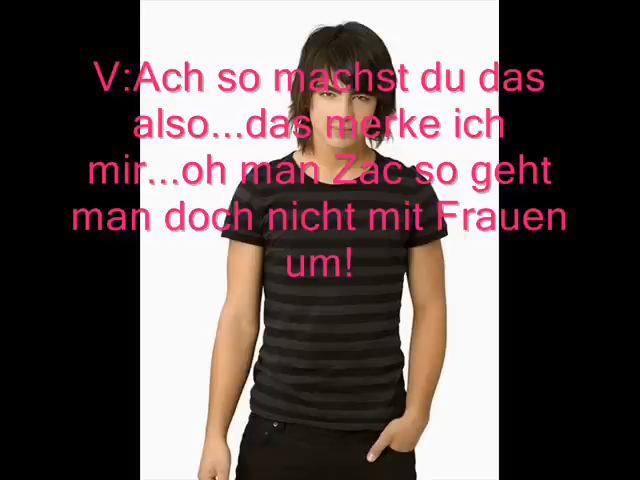 V:Ach so machst du das
also...das merke ich
mir...oh man Zac so geht
man doch nicht mit Frauen
um!